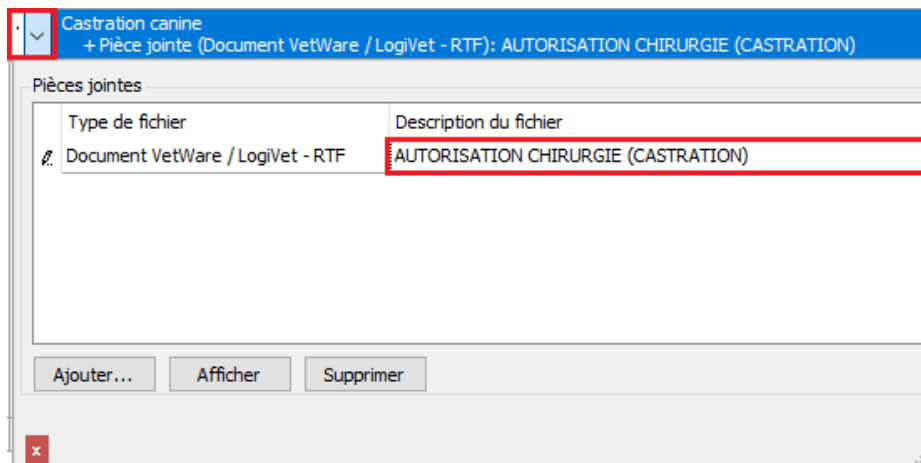 Castration canine
+ Pièce jointe (Document VetWare / LogiVet - RTF): AUTORISATION CHIRURGIE (CASTRATION)
Pièces jointes
Type de fichier Description du fichier
Document VetWare / LogiVet - RTF AUTORISATION CHIRURGIE (CASTRATION)
Ajouter... Afficher Supprimer
x